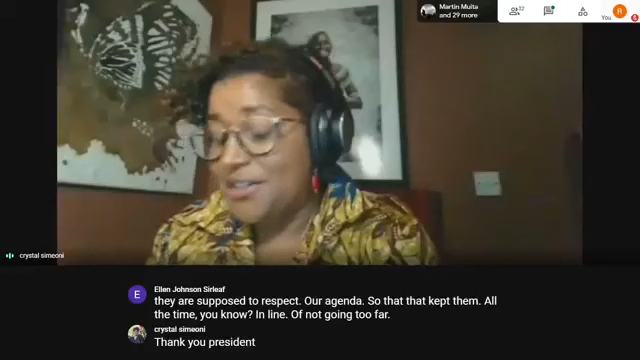 Martin Muita
and 29 more
32
R
You
crystal simeoni
E
Ellen Johnson Sirleaf
they are supposed to respect. Our agenda. So that that kept them. All
the time, you know? In line. Of not going too far.
crystal simeoni
Thank you president